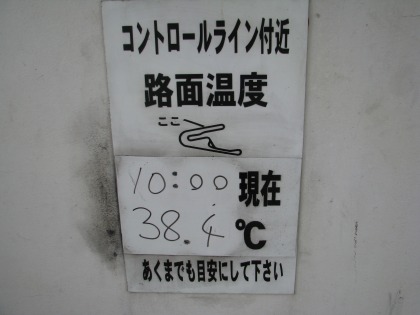 コントロールライン付近
路面温度
ここ
10:00 現在
38.4 ℃
あくまでも目安にして下さい